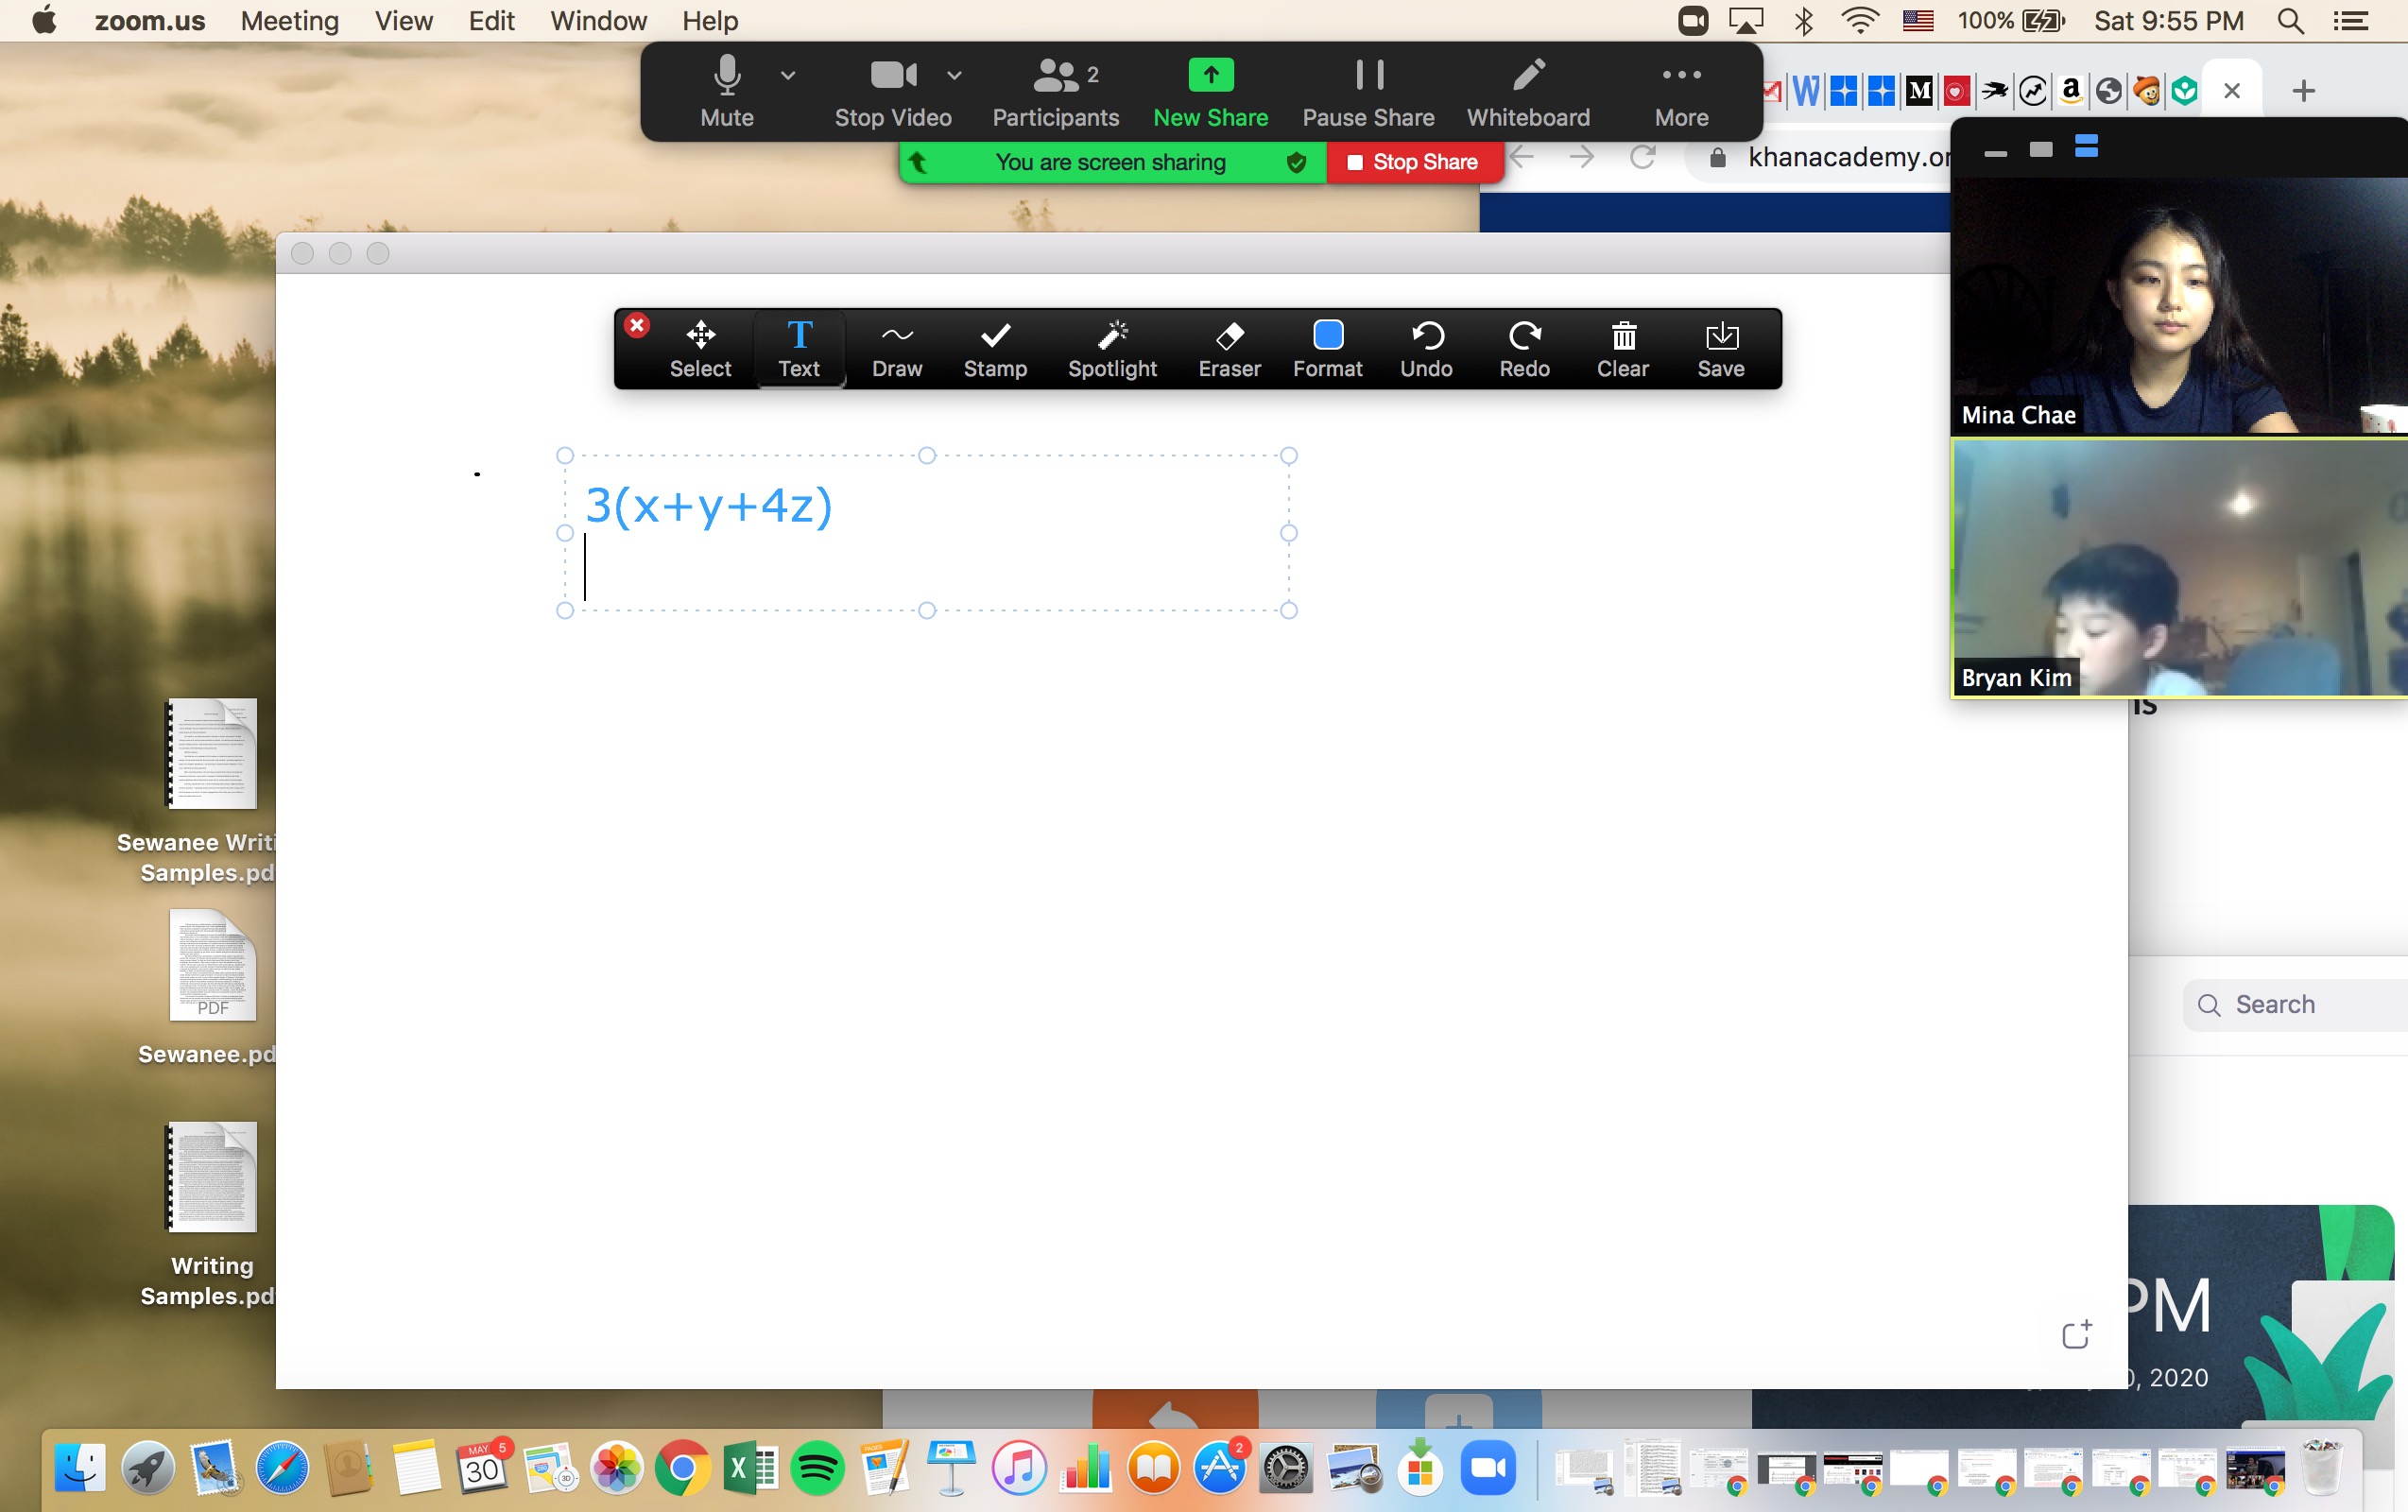 zoom.us Meeting View Edit Window Help 100% Sat 9:55 PM
Mute Stop Video Participants 2 New Share Pause Share Whiteboard More
You are screen sharing Stop Share
khanacademy.or
Select Text Draw Stamp Spotlight Eraser Format Undo Redo Clear Save
Mina Chae
3(x+y+4z)
Bryan Kim
is
Sewanee Writi
Samples.pd
PDF
Sewanee.pd
Search
Writing
Samples.pd
PM
0, 2020
MAY 5
30
2